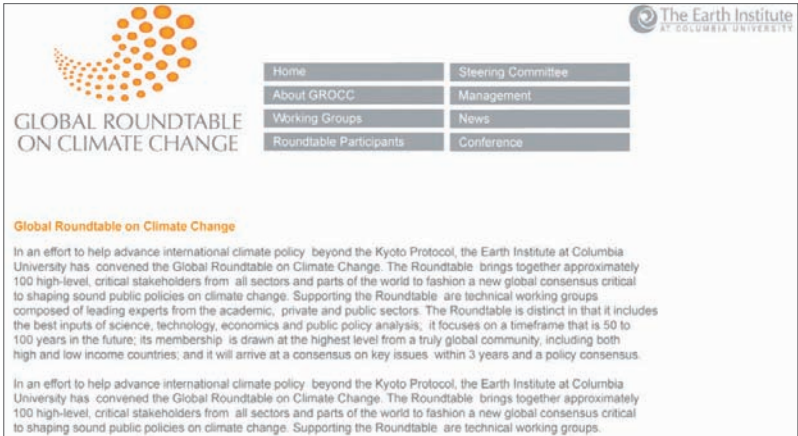 The Earth Institute
AT COLUMBIA UNIVERSITY
GLOBAL ROUNDTABLE
ON CLIMATE CHANGE
Home
Steering Committee
About GROCC
Management
Working Groups
News
Roundtable Participants
Conference
Global Roundtable on Climate Change
In an effort to help advance international climate policy beyond the Kyoto Protocol, the Earth Institute at Columbia
University has convened the Global Roundtable on Climate Change. The Roundtable brings together approximately
100 high-level, critical stakeholders from all sectors and parts of the world to fashion a new global consensus critical
to shaping sound public policies on climate change. Supporting the Roundtable are technical working groups
composed of leading experts from the academic, private and public sectors. The Roundtable is distinct in that it includes
the best inputs of science, technology, economics and public policy analysis; it focuses on a timeframe that is 50 to
100 years in the future; its membership is drawn at the highest level from a truly global community, including both
high and low income countries; and it will arrive at a consensus on key issues within 3 years and a policy consensus.
In an effort to help advance international climate policy beyond the Kyoto Protocol, the Earth Institute at Columbia
University has convened the Global Roundtable on Climate Change. The Roundtable brings together approximately
100 high-level, critical stakeholders from all sectors and parts of the world to fashion a new global consensus critical
to shaping sound public policies on climate change. Supporting the Roundtable are technical working groups.